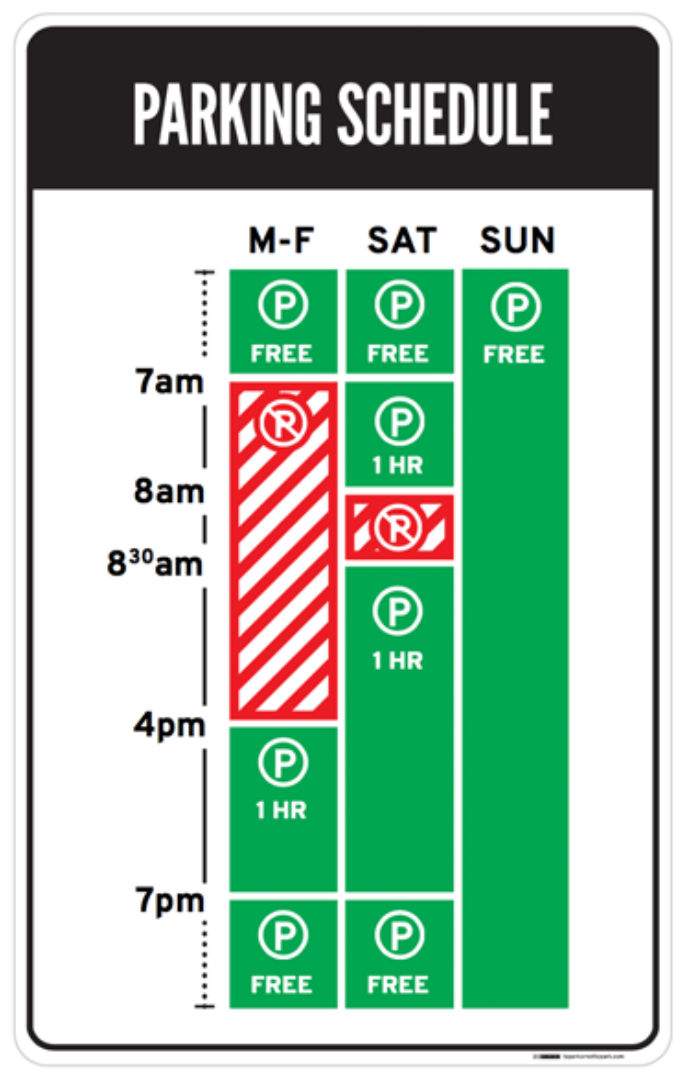 PARKING SCHEDULE
M-F SAT SUN
P P P
FREE FREE FREE
7am
P P
1 HR
8am
P
8³⁰am
P
1 HR
4pm
P
1 HR
7pm
P P
FREE FREE